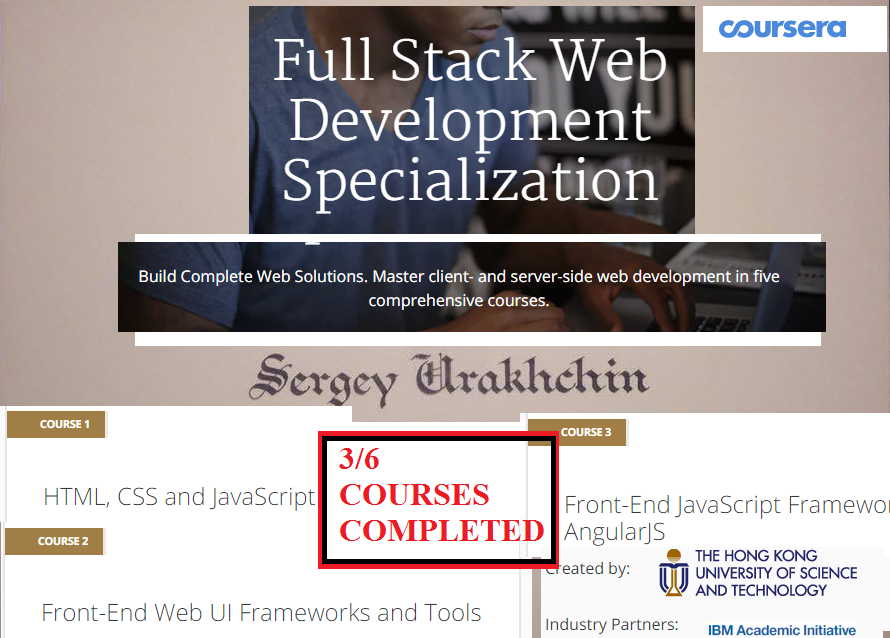 coursera
Full Stack Web
Development
Specialization
Build Complete Web Solutions. Master client- and server-side web development in five
comprehensive courses.
Sergey Urakhchin
COURSE 1
HTML, CSS and JavaScript
COURSE 2
Front-End Web UI Frameworks and Tools
3/6
COURSES
COMPLETED
COURSE 3
Front-End JavaScript Framewo
AngularJS
Created by:
THE HONG KONG
UNIVERSITY OF SCIENCE
AND TECHNOLOGY
Industry Partners:
IBM Academic Initiative